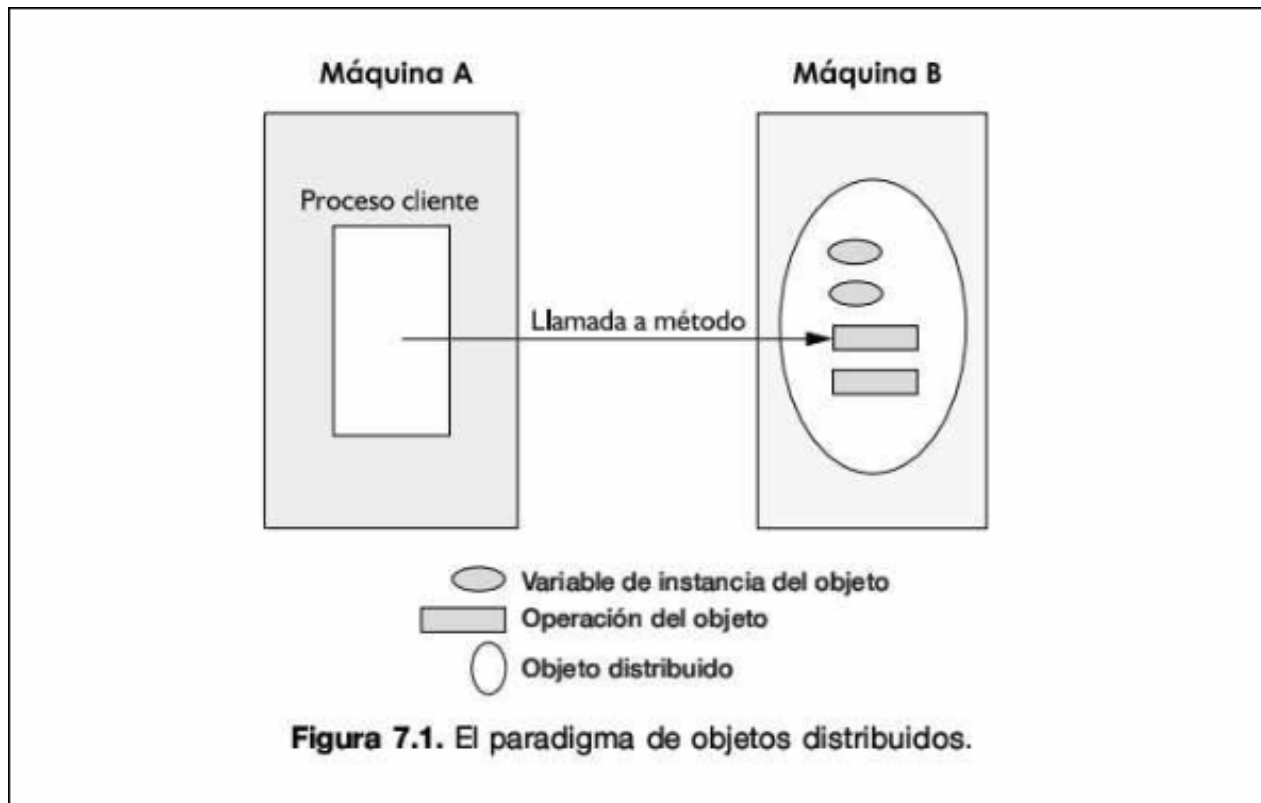 Máquina A
Máquina B
Proceso cliente
Llamada a método
Variable de instancia del objeto
Operación del objeto
Objeto distribuido
Figura 7.1. El paradigma de objetos distribuidos.